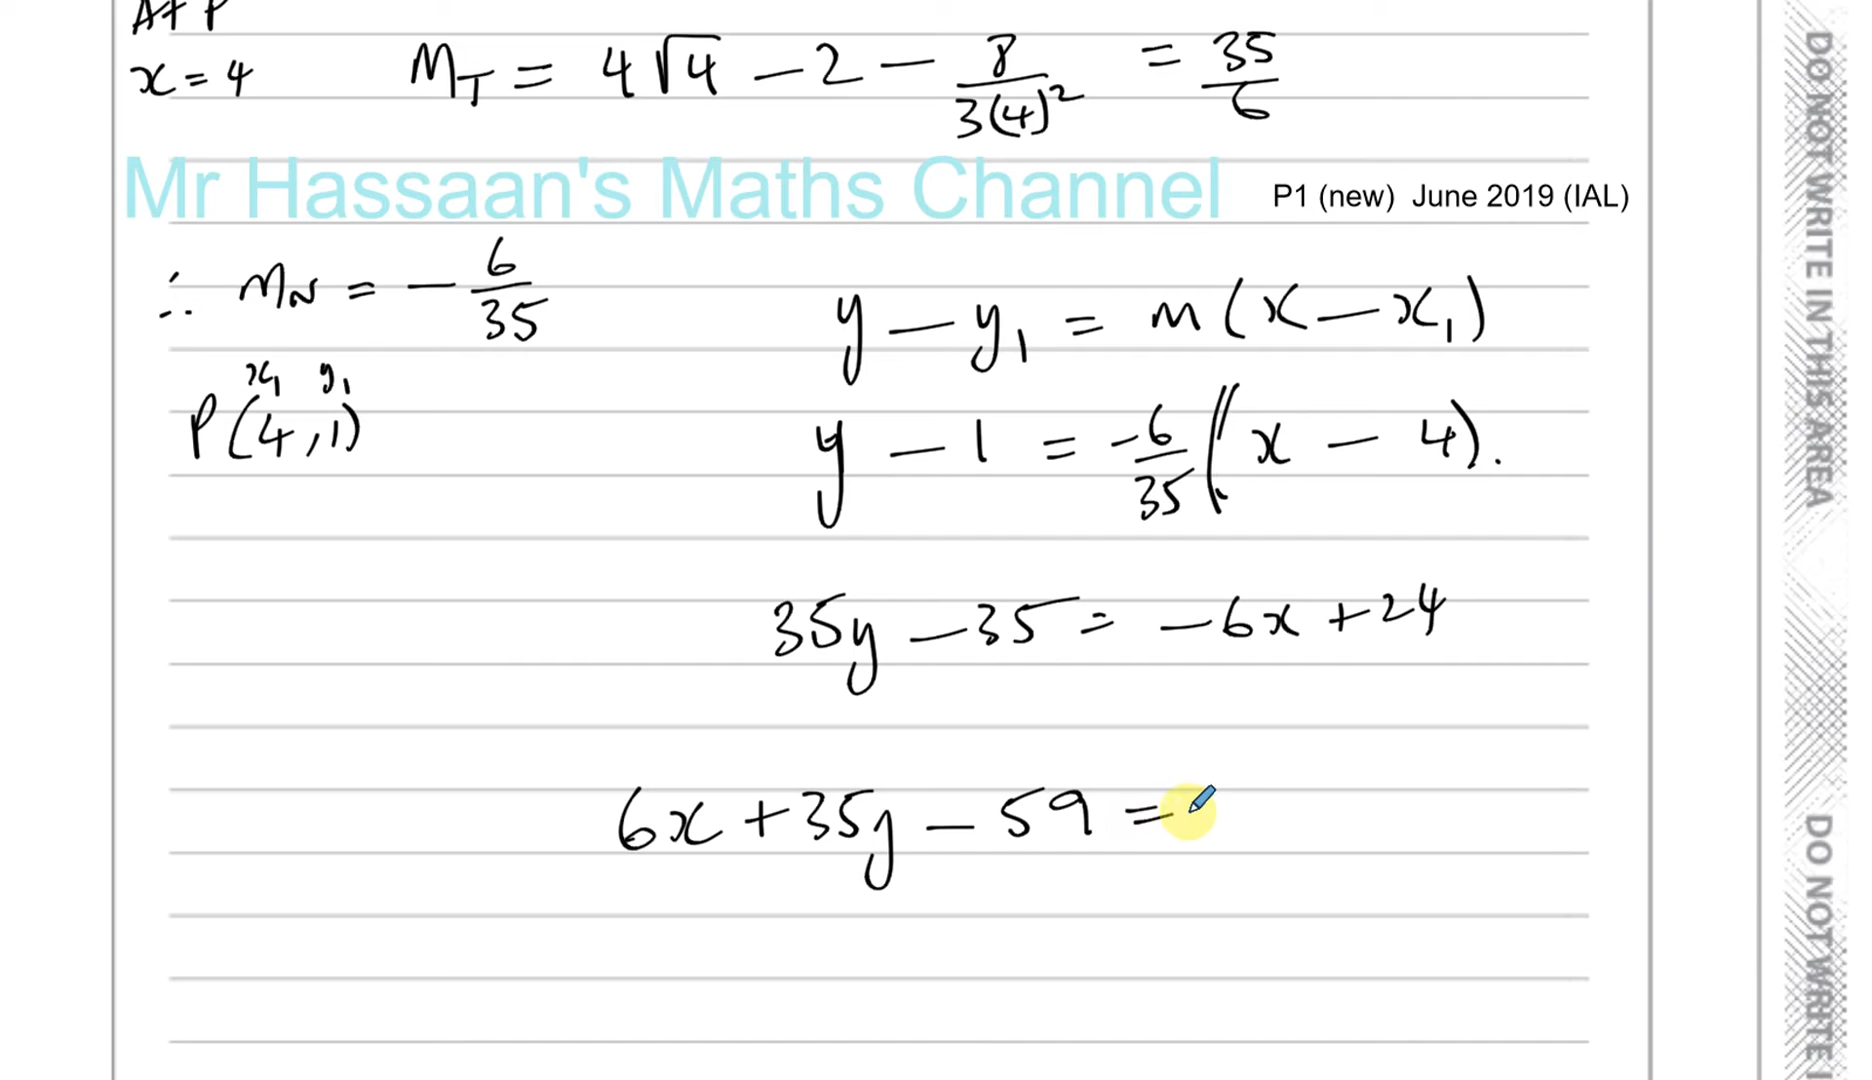 At P
x = 4 M_T = 4√4 − 2 − 8/3(4)² = 35/6
Mr Hassaan's Maths Channel P1 (new) June 2019 (IAL)
∴ m_N = − 6/35
y − y₁ = m(x − x₁)
x₁ y₁
P(4,1)
y − 1 = −6/35 (x − 4).
35y − 35 = −6x + 24
6x + 35y − 59 =
DO NOT WRITE IN THIS AREA
DO NOT WRITE I